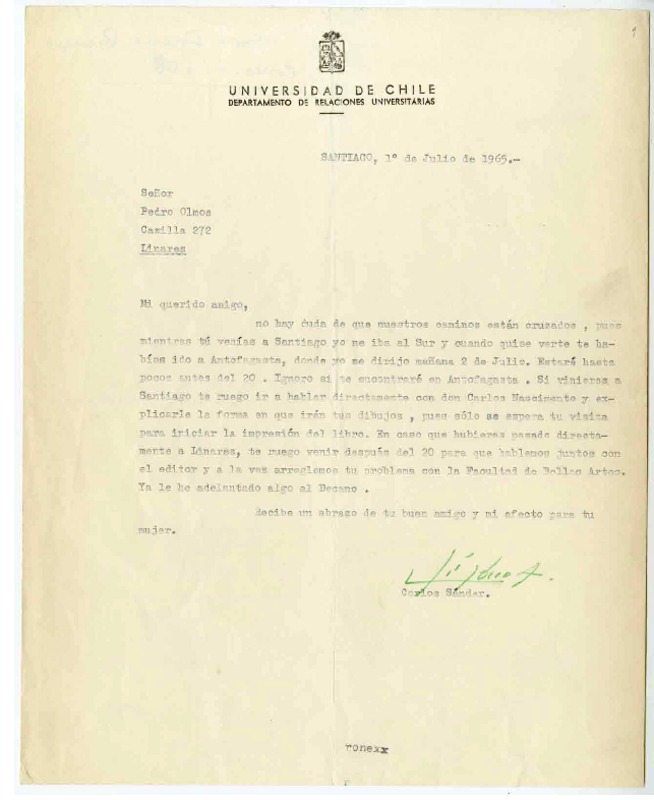 UNIVERSIDAD DE CHILE
DEPARTAMENTO DE RELACIONES UNIVERSITARIAS
SANTIAGO, 1º de Julio de 1965.-
Señor
Pedro Olmos
Casilla 272
Linares
Mi querido amigo,
no hay duda de que nuestros caminos están cruzados , pues
mientras tú venías a Santiago yo me iba al Sur y cuando quise verte te ha-
bías ido a Antofagasta, donde yo me dirijo mañana 2 de Julio. Estaré hasta
pocos antes del 20 . Ignoro si te encontraré en Antofagasta . Si vinieras a
Santiago te ruego ir a hablar directamente con don Carlos Nascimento y ex-
plicarle la forma en que irán tus dibujos , pues sólo se espera tu visita
para iniciar la impresión del libro. En caso que hubieras pasado directa-
mente a Linares, te ruego venir después del 20 para que hablemos juntos con
el editor y a la vez arreglemos tu problema con la Facultad de Bellas Artes.
Ya le he adelantado algo al Decano .
Recibe un abrazo de tu buen amigo y mi afecto para tu
mujer.
Carlos Sánder.
ronexx